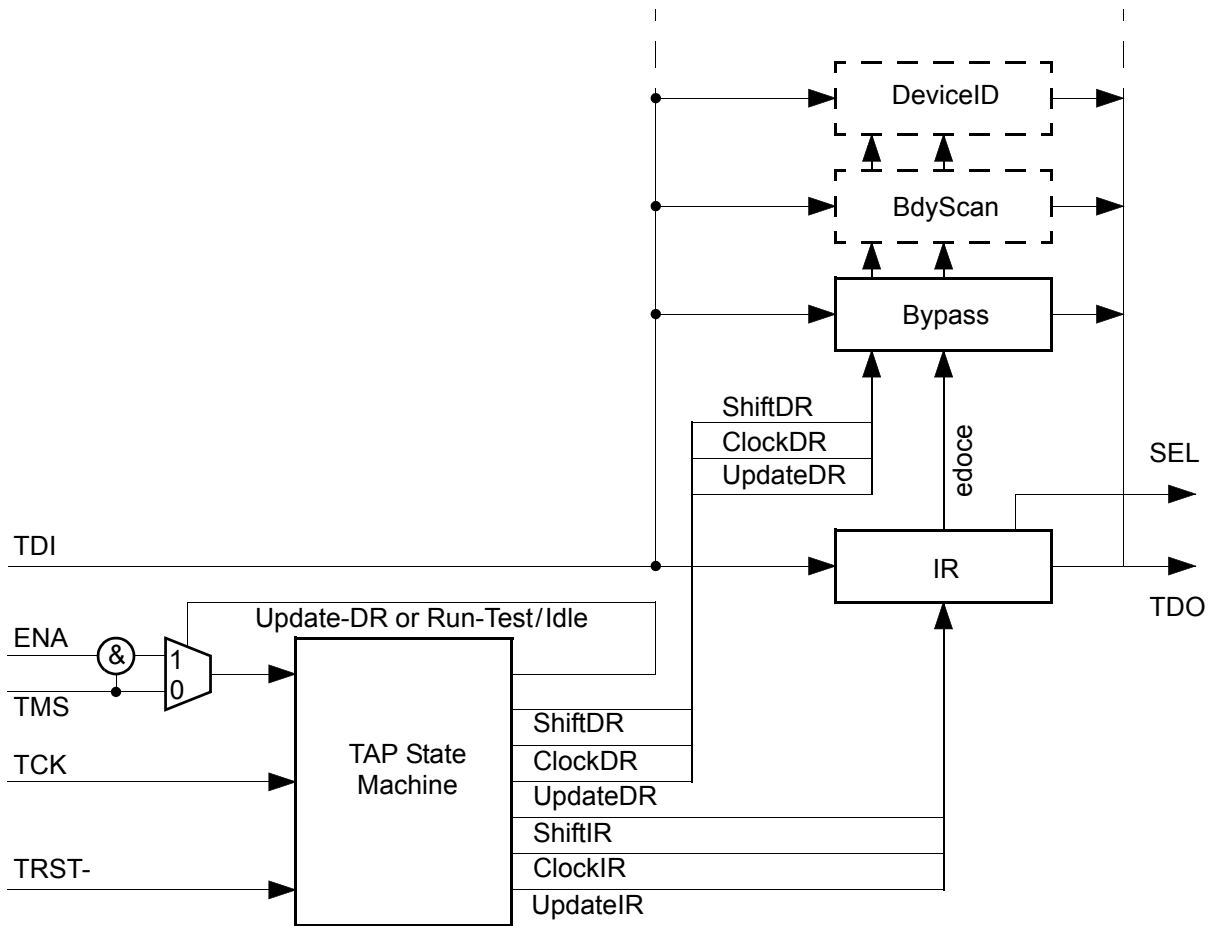 DeviceID
BdyScan
Bypass
ShiftDR
ClockDR
UpdateDR
edoce
SEL
TDI
IR
TDO
Update-DR or Run-Test/Idle
ENA
&
1
0
TMS
ShiftDR
TAP State
Machine
TCK
ClockDR
UpdateDR
ShiftIR
TRST-
ClockIR
UpdateIR